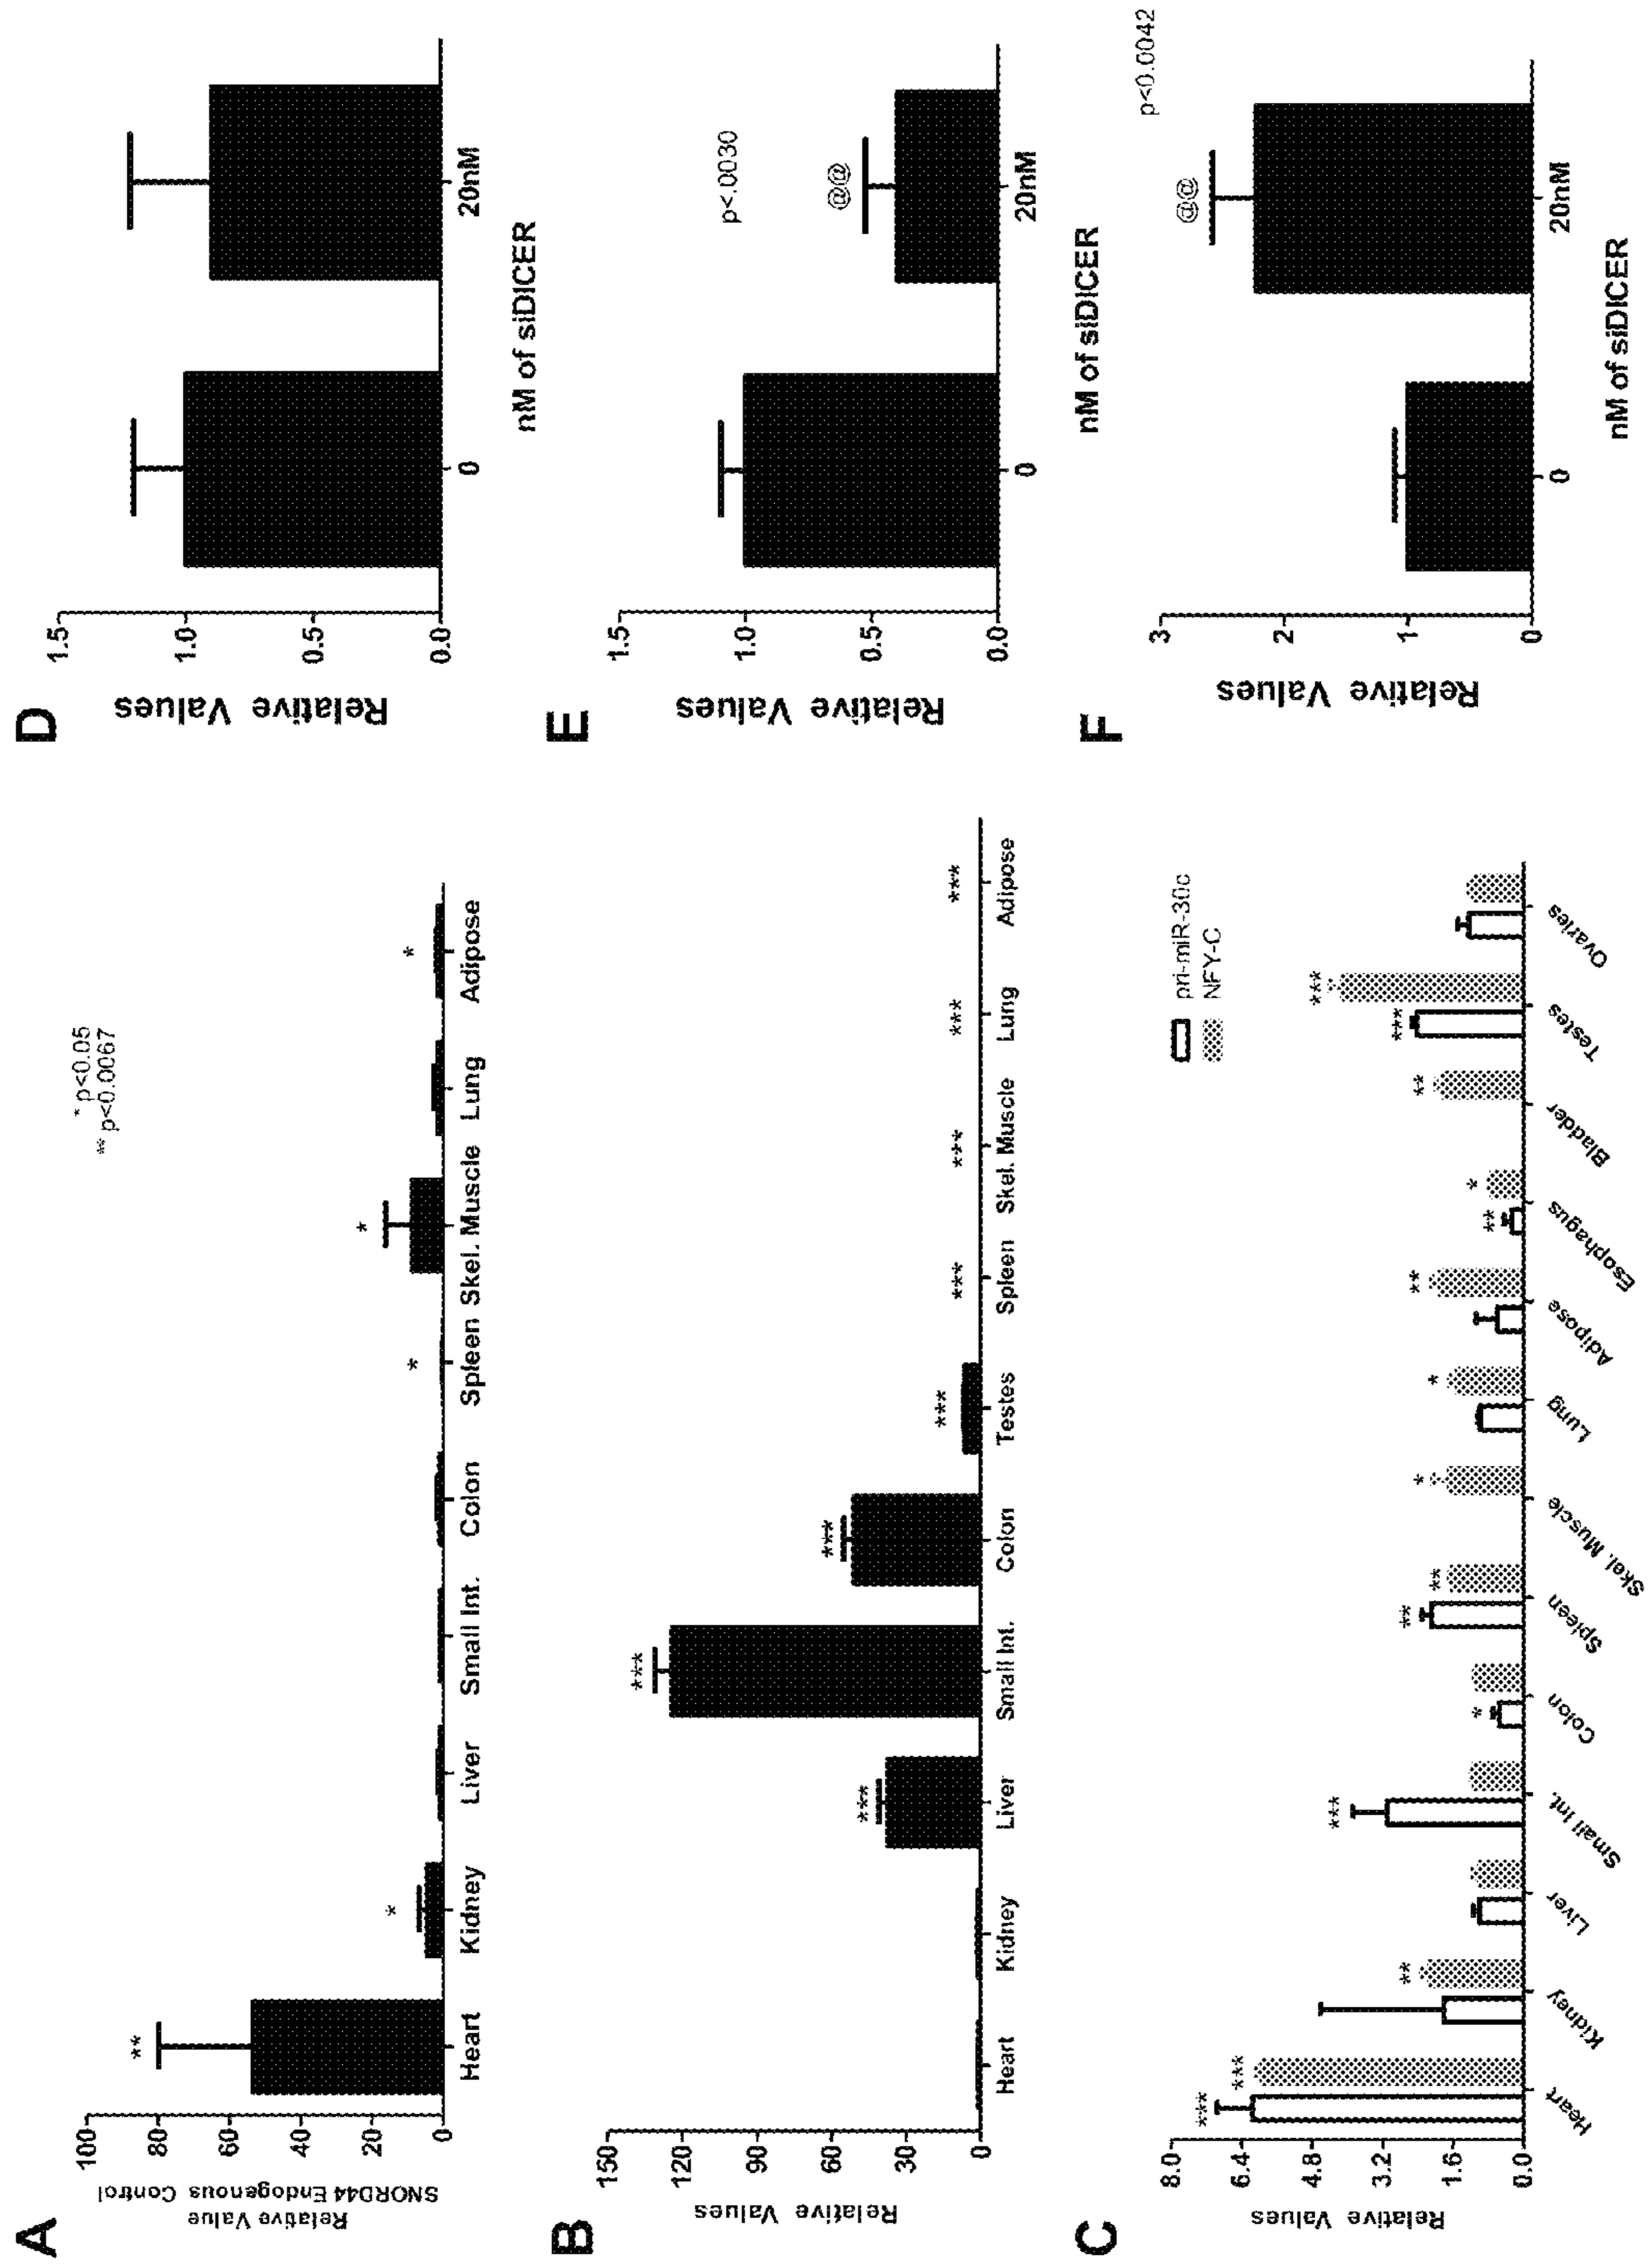 A
Relative Value
SNORD44 Endogenous Control
100
80
60
40
20
0
**
*
*
*
*
* p<0.05
** p<0.0067
Heart Kidney Liver Small Int. Colon Spleen Skel. Muscle Lung Adipose
B
Relative Values
150
120
90
60
30
0
***
***
***
***
***
***
***
***
Heart Kidney Liver Small Int. Colon Testes Spleen Skel. Muscle Lung Adipose
C
Relative Values
8.0
6.4
4.8
3.2
1.6
0.0
pri-miR-30c
NFY-C
***
***
**
***
*
**
**
*
*
**
**
*
**
***
***
Heart Kidney Liver Small Int. Colon Spleen Skel. Muscle Lung Adipose Esophagus Bladder Testes Ovaries
D
Relative Values
1.5
1.0
0.5
0.0
0 20nM
nM of siDICER
E
Relative Values
1.5
1.0
0.5
0.0
p<.0030
@@
0 20nM
nM of siDICER
F
Relative Values
3
2
1
0
p<0.0042
@@
0 20nM
nM of siDICER